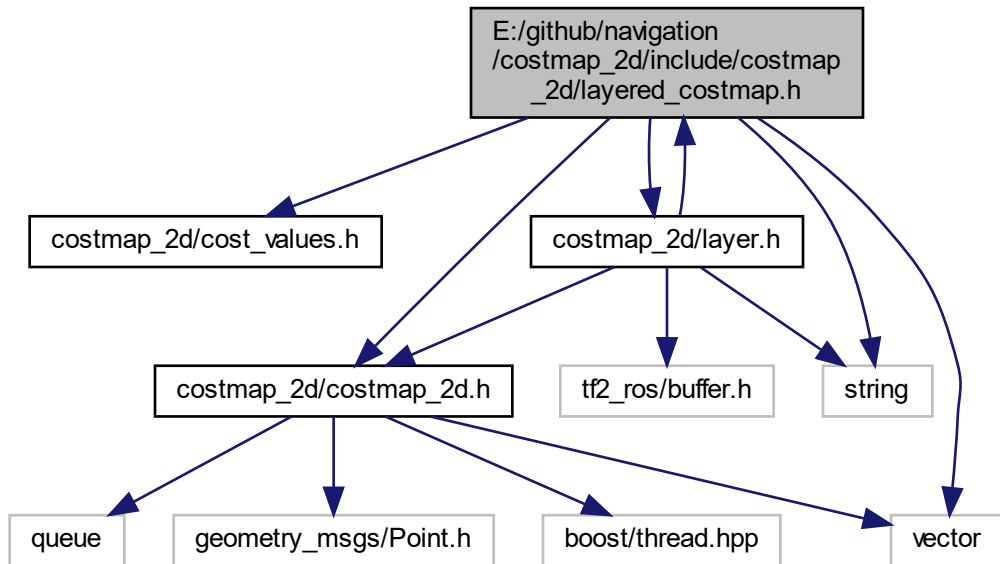 E:/github/navigation
/costmap_2d/include/costmap
_2d/layered_costmap.h
costmap_2d/cost_values.h
costmap_2d/layer.h
costmap_2d/costmap_2d.h
tf2_ros/buffer.h
string
queue
geometry_msgs/Point.h
boost/thread.hpp
vector